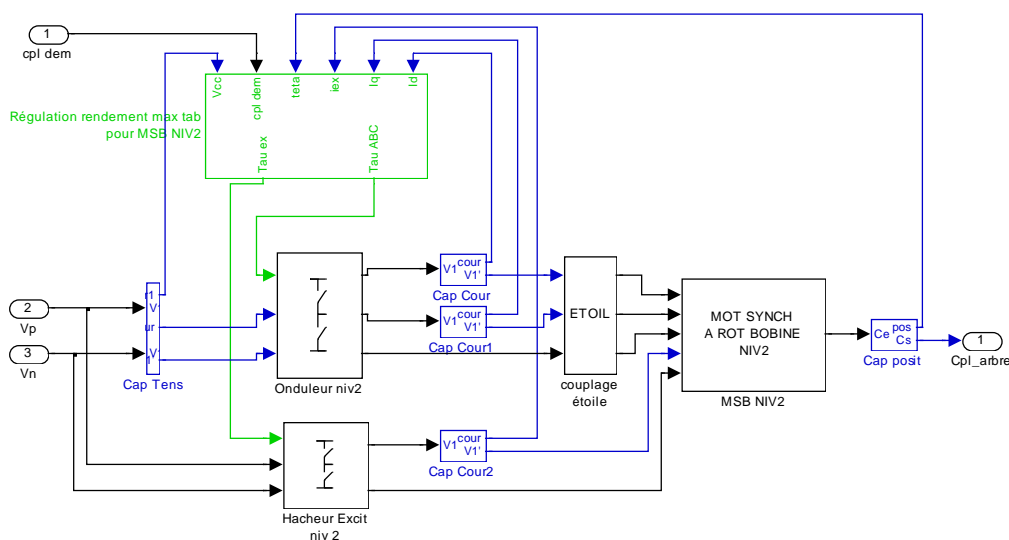 1
cpl dem
Vcc
cpl dem
teta
iex
Iq
Id
Régulation rendement max tab
pour MSB NIV2
Tau ex
Tau ABC
2
Vp
3
Vn
r1
V
ur
V
1
Cap Tens
Onduleur niv2
V1
cour
V1'
Cap Cour
V1
cour
V1'
Cap Cour1
ETOIL
couplage
étoile
MOT SYNCH
A ROT BOBINE
NIV2
MSB NIV2
Ce
pos
Cs
Cap posit
1
Cpl_arbre
Hacheur Excit
niv 2
V1
cour
V1'
Cap Cour2